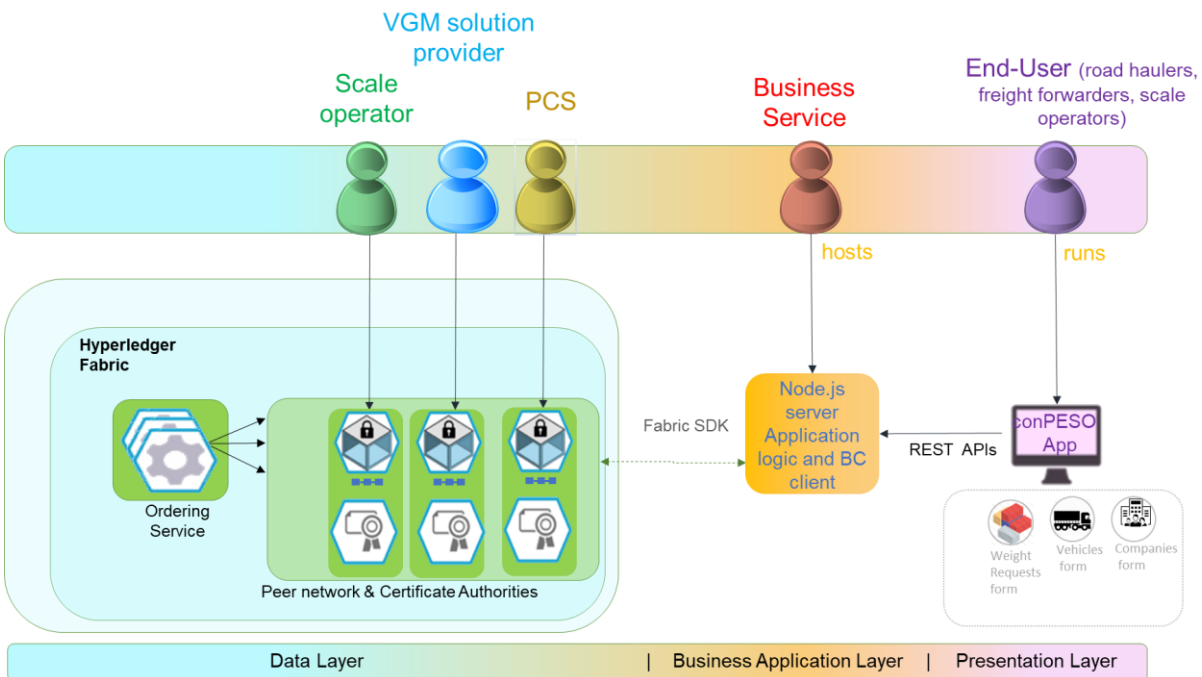 VGM solution
provider
Scale
operator
PCS
Business
Service
End-User (road haulers,
freight forwarders, scale
operators)
hosts
runs
Hyperledger
Fabric
Ordering
Service
Peer network & Certificate Authorities
Fabric SDK
Node.js
server
Application
logic and BC
client
REST APIs
conPESO
App
Weight
Requests
form
Vehicles
form
Companies
form
Data Layer | Business Application Layer | Presentation Layer